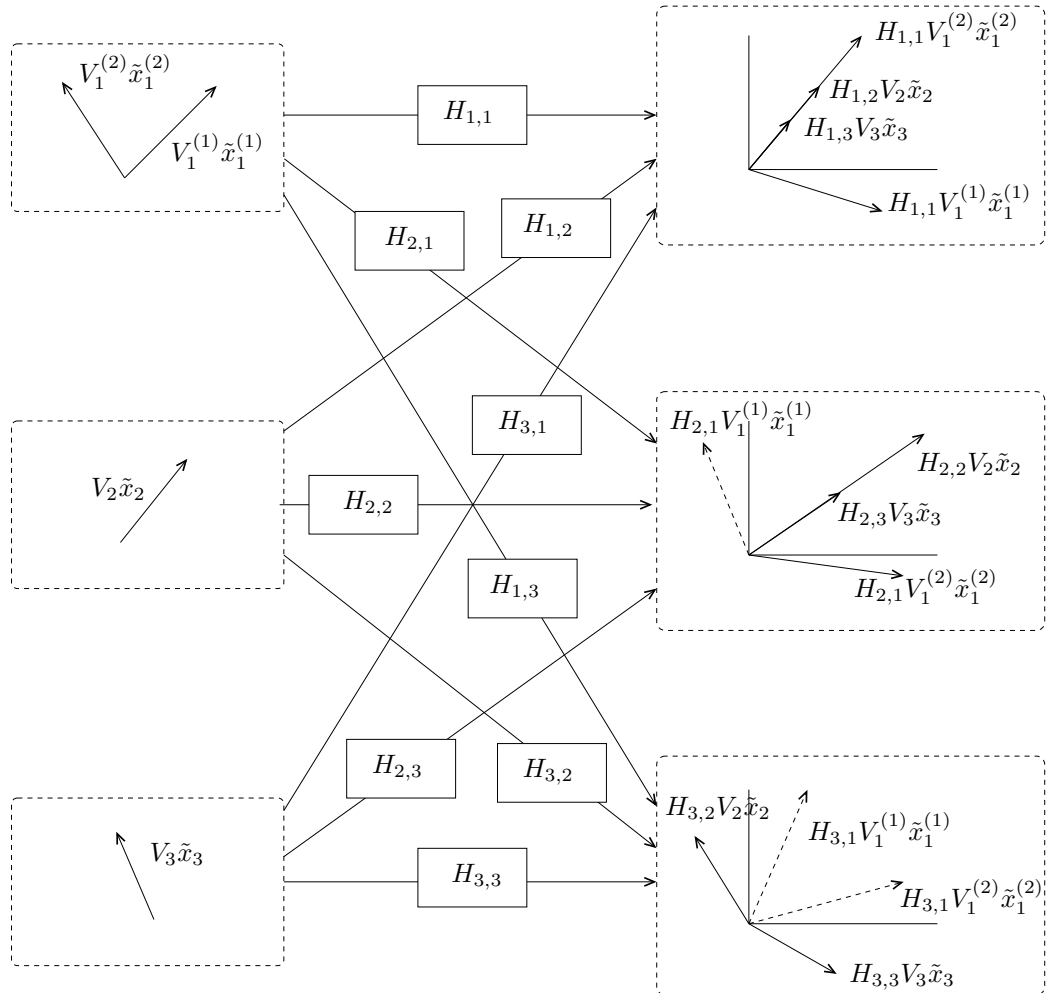 $V_1^{(2)} \tilde{x}_1^{(2)}$
$V_1^{(1)} \tilde{x}_1^{(1)}$
$H_{1,1}$
$H_{1,1} V_1^{(2)} \tilde{x}_1^{(2)}$
$H_{1,2} V_2 \tilde{x}_2$
$H_{1,3} V_3 \tilde{x}_3$
$H_{1,1} V_1^{(1)} \tilde{x}_1^{(1)}$
$H_{2,1}$
$H_{1,2}$
$H_{3,1}$
$V_2 \tilde{x}_2$
$H_{2,2}$
$H_{2,1} V_1^{(1)} \tilde{x}_1^{(1)}$
$H_{2,2} V_2 \tilde{x}_2$
$H_{2,3} V_3 \tilde{x}_3$
$H_{2,1} V_1^{(2)} \tilde{x}_1^{(2)}$
$H_{1,3}$
$H_{2,3}$
$H_{3,2}$
$V_3 \tilde{x}_3$
$H_{3,3}$
$H_{3,2} V_2 \tilde{x}_2$
$H_{3,1} V_1^{(1)} \tilde{x}_1^{(1)}$
$H_{3,1} V_1^{(2)} \tilde{x}_1^{(2)}$
$H_{3,3} V_3 \tilde{x}_3$